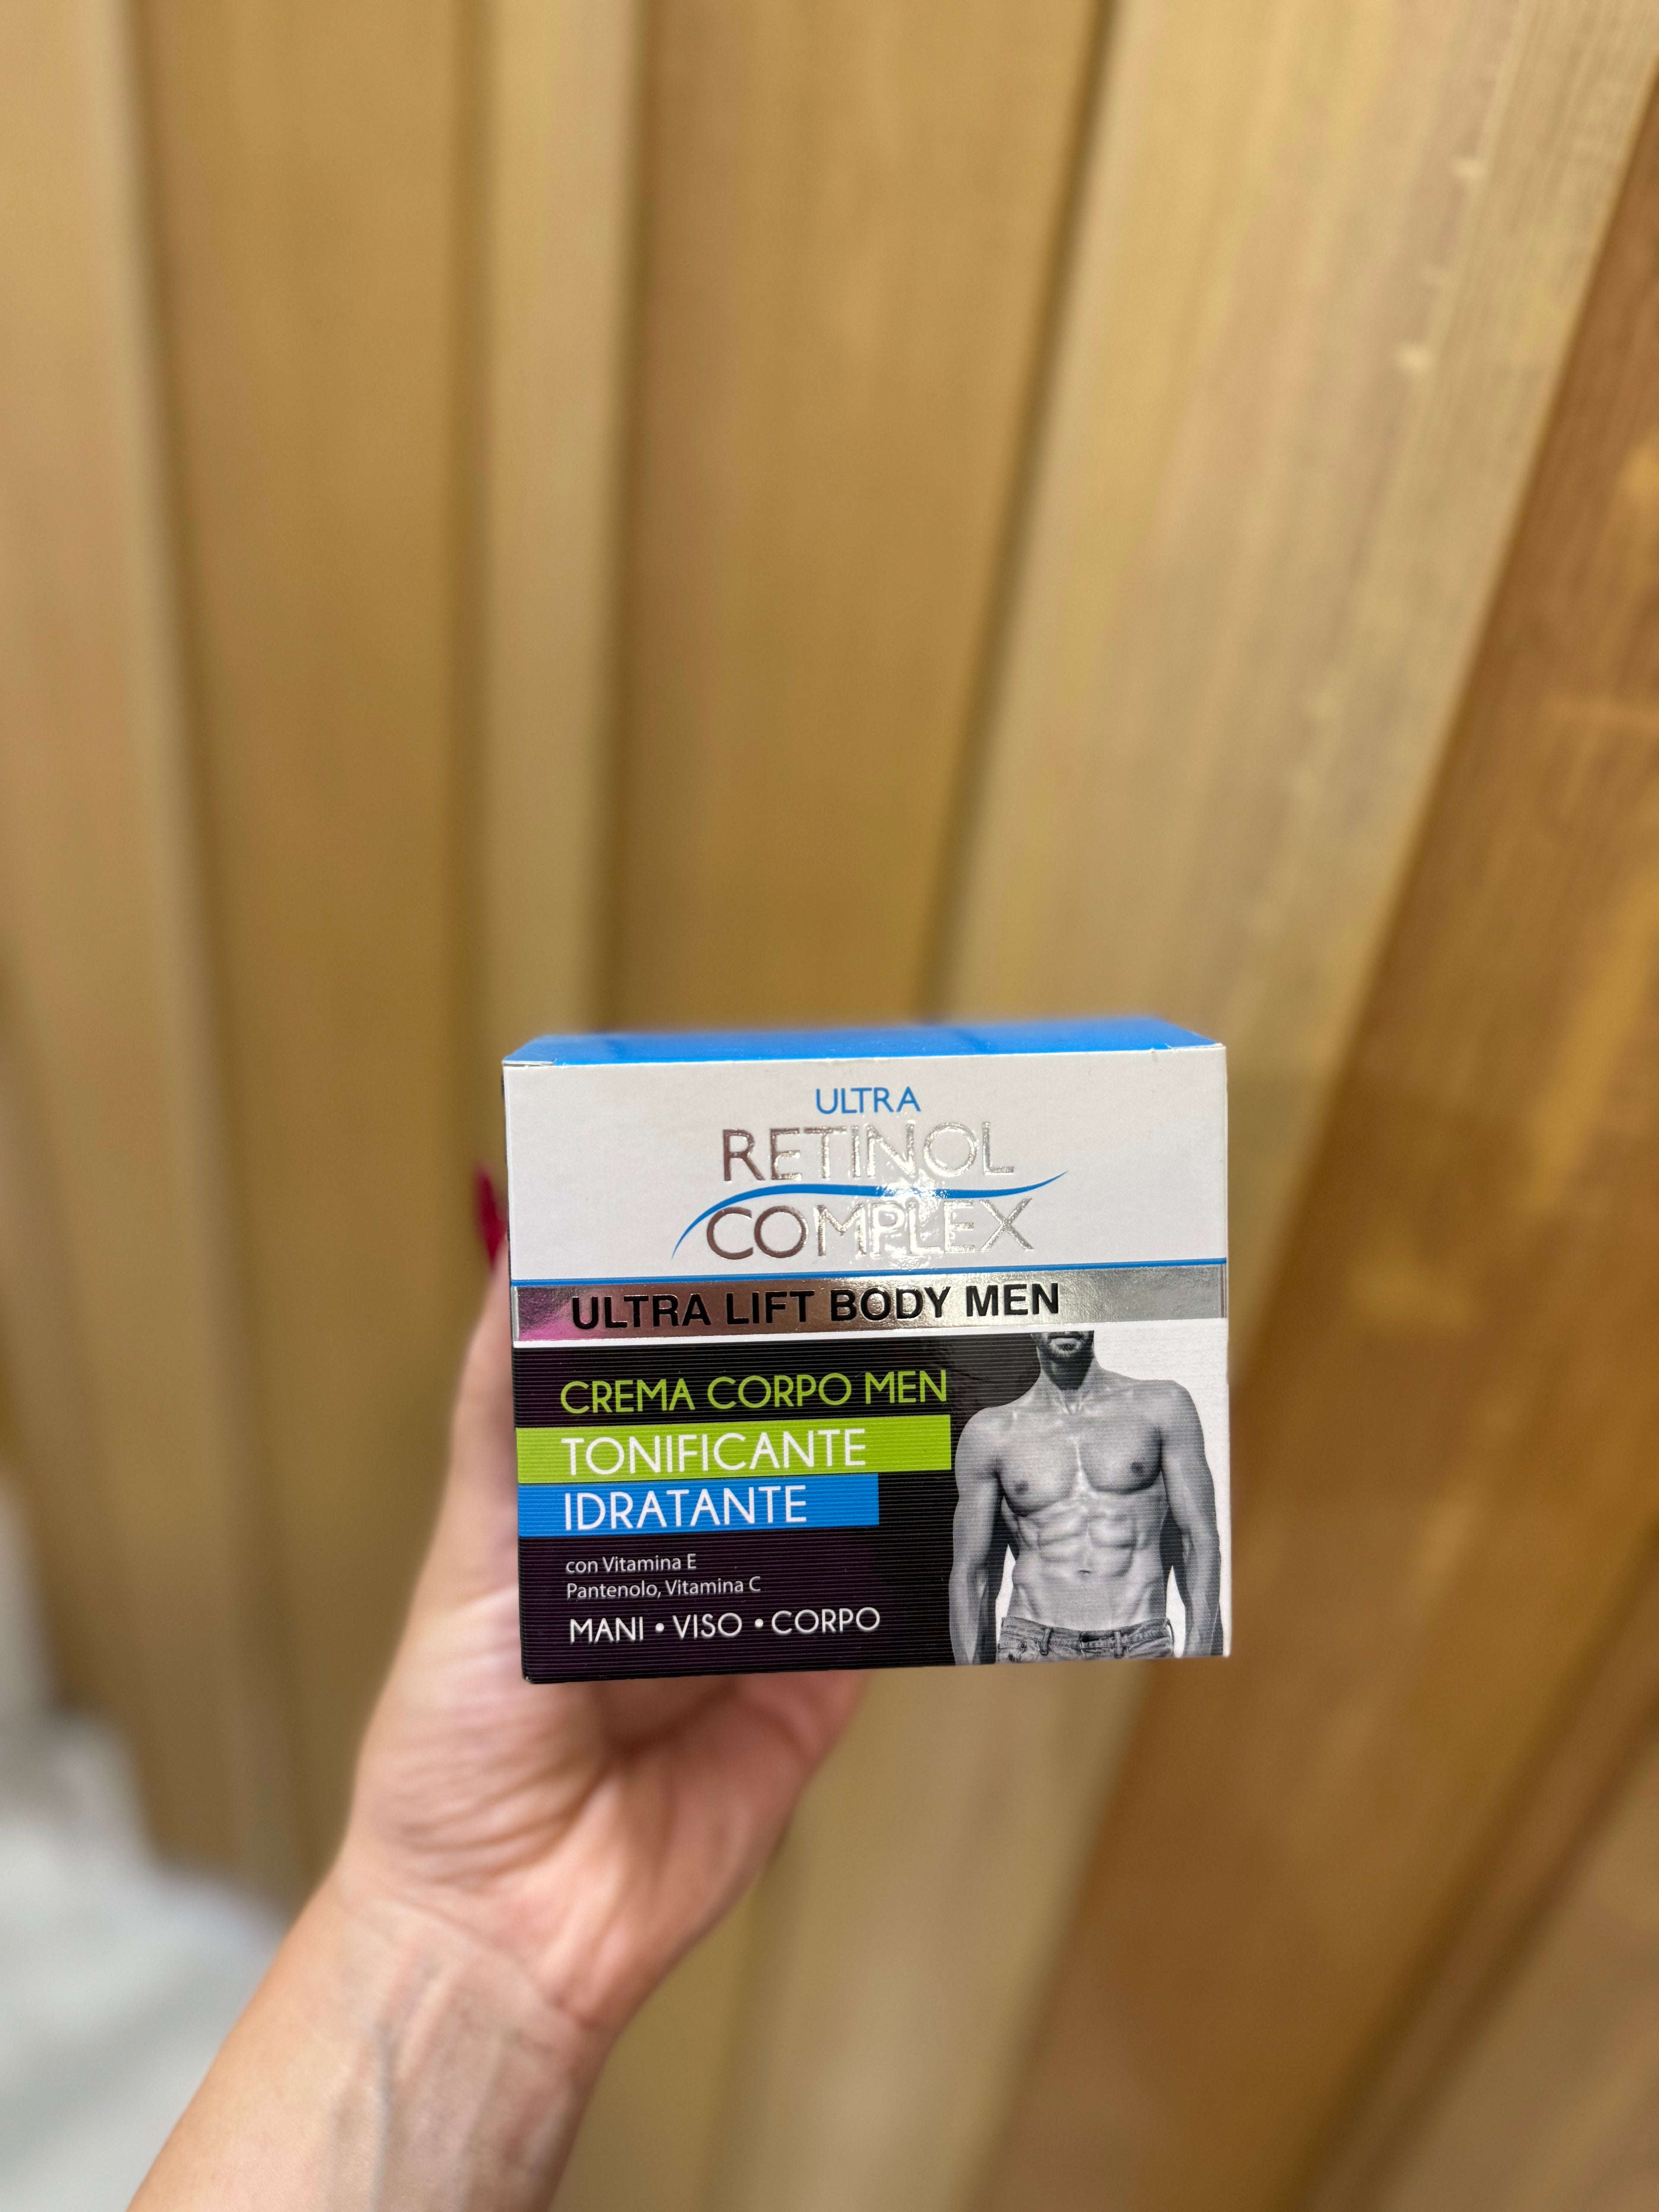 ULTRA
RETINOL
COMPLEX
ULTRA LIFT BODY MEN
CREMA CORPO MEN
TONIFICANTE
IDRATANTE
con Vitamina E
Pantenolo, Vitamina C
MANI • VISO • CORPO